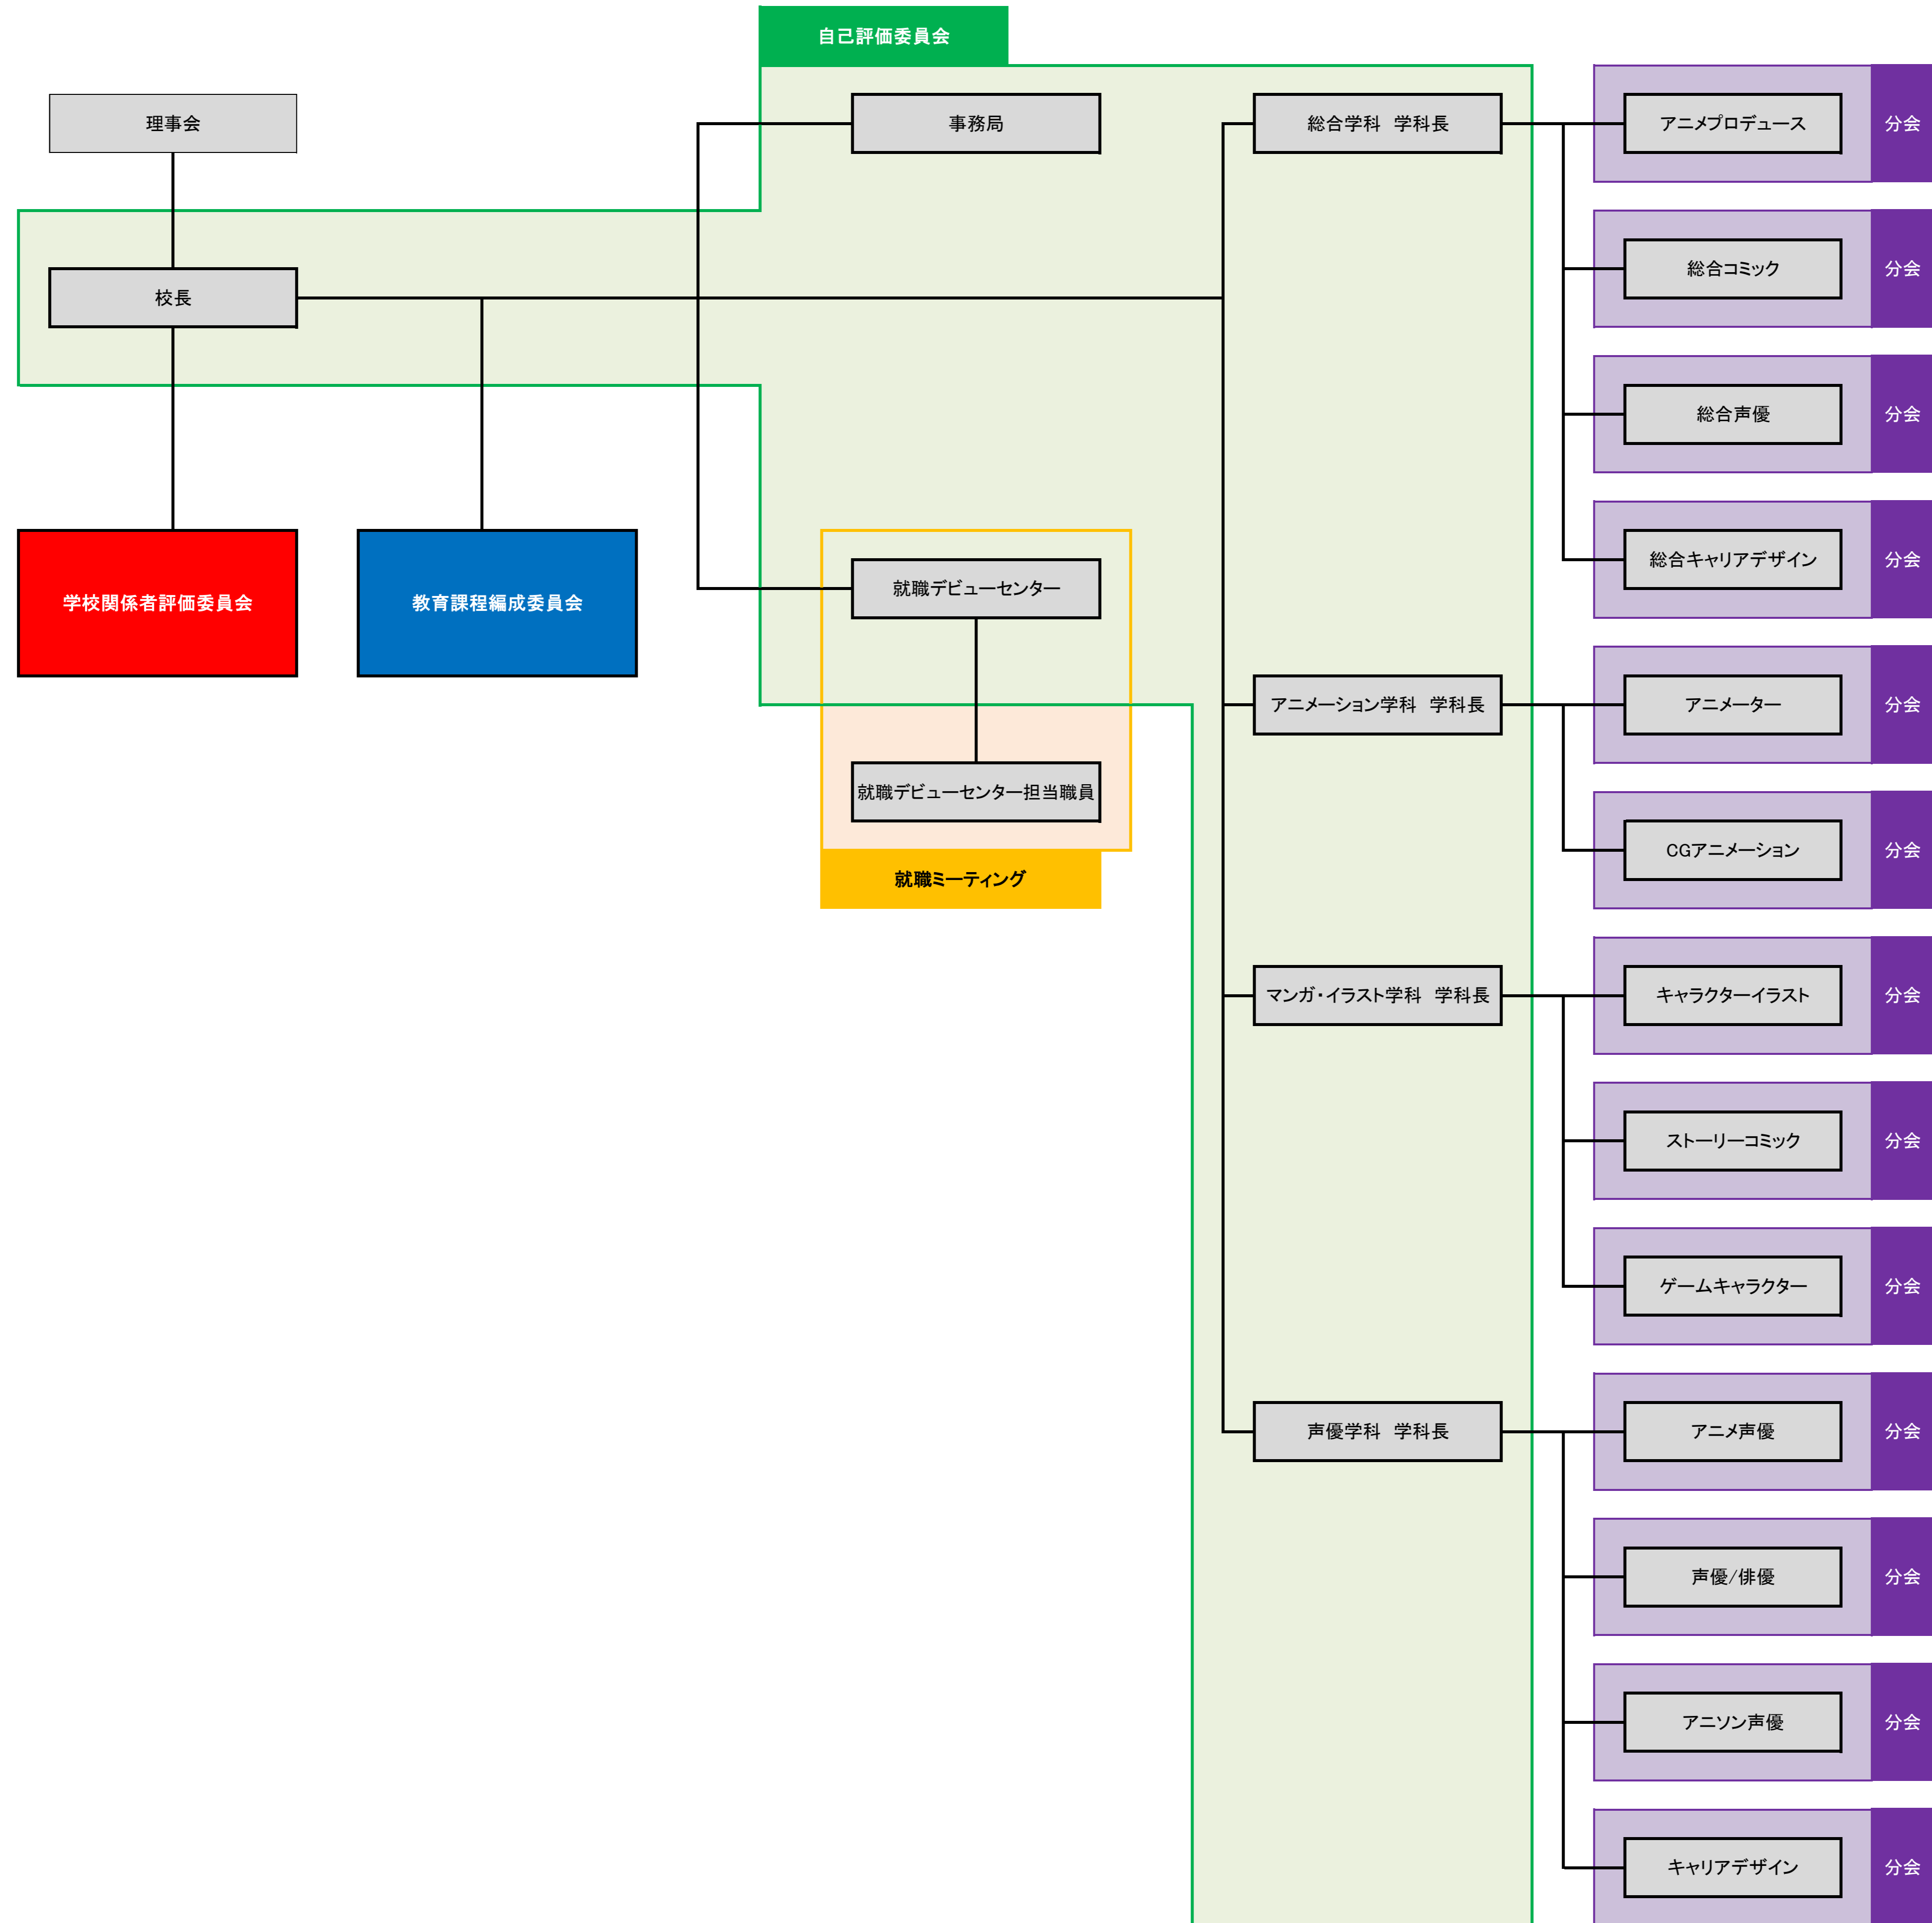 自己評価委員会
理事会
事務局
総合学科　学科長
アニメプロデュース
分会
総合コミック
分会
校長
総合声優
分会
総合キャリアデザイン
分会
学校関係者評価委員会
教育課程編成委員会
就職デビューセンター
アニメーション学科　学科長
アニメーター
分会
就職デビューセンター担当職員
CGアニメーション
分会
就職ミーティング
マンガ・イラスト学科　学科長
キャラクターイラスト
分会
ストーリーコミック
分会
ゲームキャラクター
分会
声優学科　学科長
アニメ声優
分会
声優/俳優
分会
アニソン声優
分会
キャリアデザイン
分会